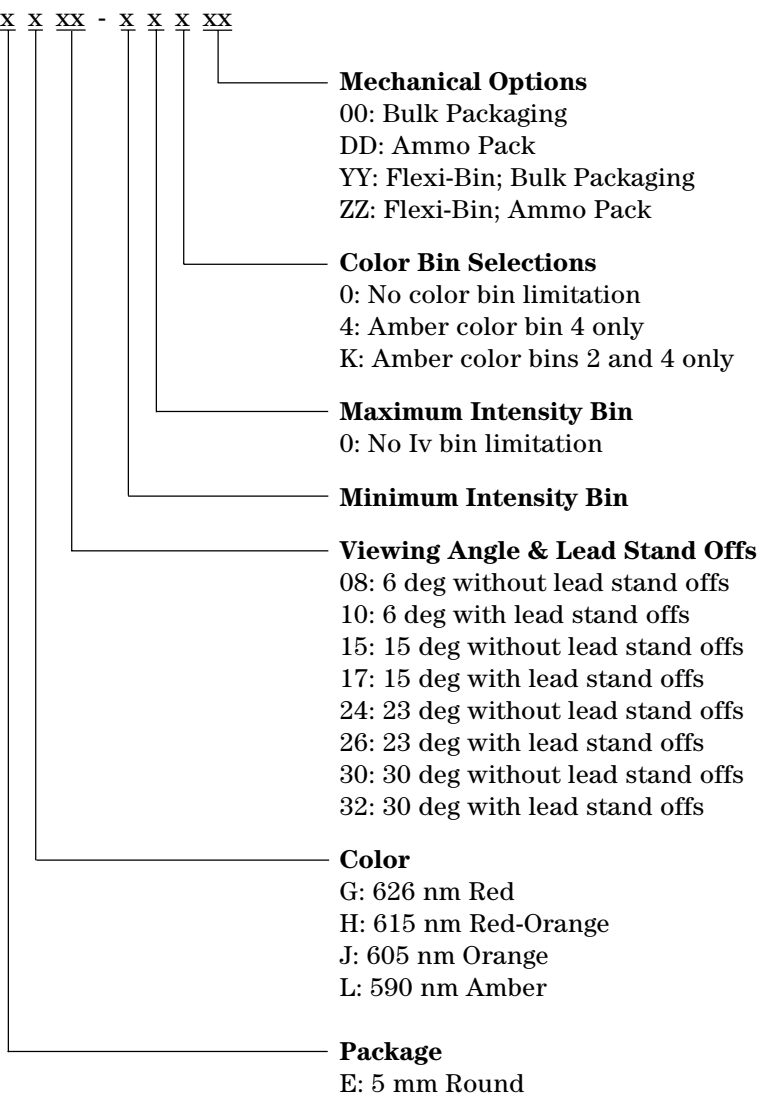 x x xx - x x x xx
Mechanical Options
00: Bulk Packaging
DD: Ammo Pack
YY: Flexi-Bin; Bulk Packaging
ZZ: Flexi-Bin; Ammo Pack
Color Bin Selections
0: No color bin limitation
4: Amber color bin 4 only
K: Amber color bins 2 and 4 only
Maximum Intensity Bin
0: No Iv bin limitation
Minimum Intensity Bin
Viewing Angle & Lead Stand Offs
08: 6 deg without lead stand offs
10: 6 deg with lead stand offs
15: 15 deg without lead stand offs
17: 15 deg with lead stand offs
24: 23 deg without lead stand offs
26: 23 deg with lead stand offs
30: 30 deg without lead stand offs
32: 30 deg with lead stand offs
Color
G: 626 nm Red
H: 615 nm Red-Orange
J: 605 nm Orange
L: 590 nm Amber
Package
E: 5 mm Round